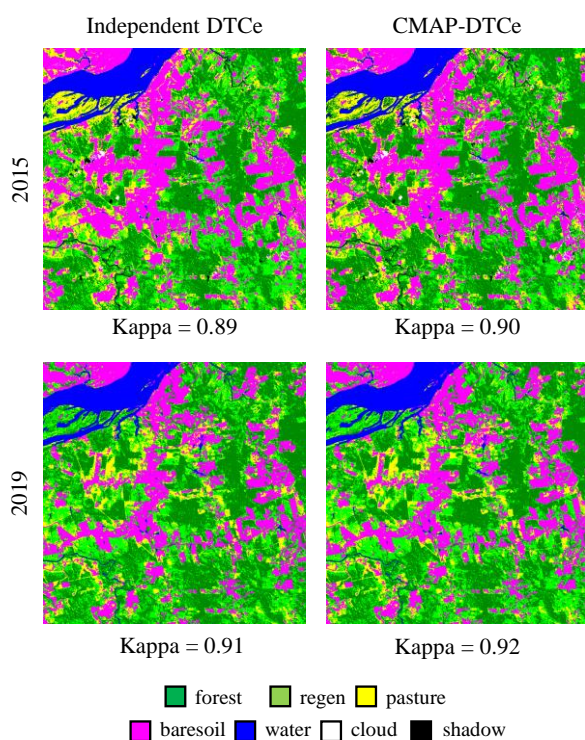 Independent DTCe CMAP-DTCe
2015
Kappa = 0.89 Kappa = 0.90
2019
Kappa = 0.91 Kappa = 0.92
forest regen pasture
baresoil water cloud shadow